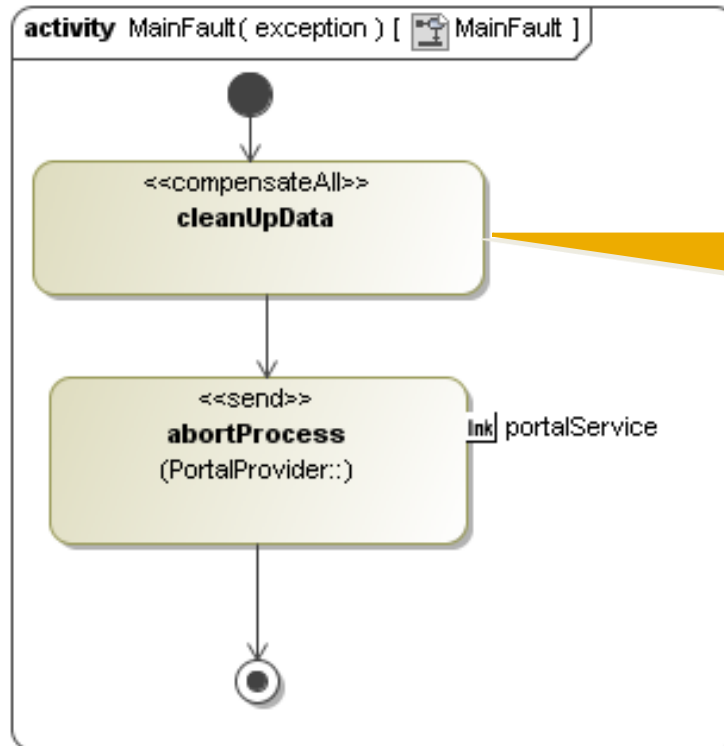 activity MainFault( exception ) [ MainFault ]
<<compensateAll>>
cleanUpData
<<send>>
abortProcess
(PortalProvider::)
lnk portalService